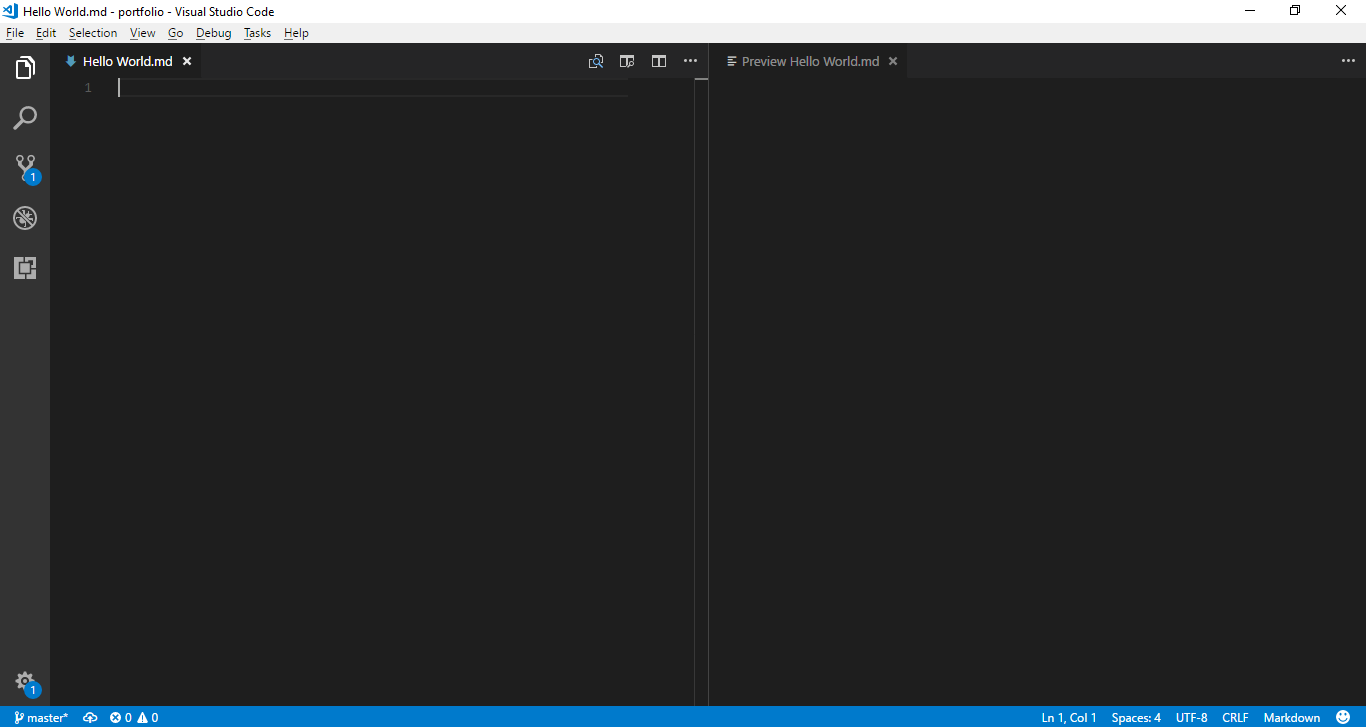 Hello World.md - portfolio - Visual Studio Code
File Edit Selection View Go Debug Tasks Help
Hello World.md
Preview Hello World.md
1
1
1
master* 0 0 Ln 1, Col 1 Spaces: 4 UTF-8 CRLF Markdown